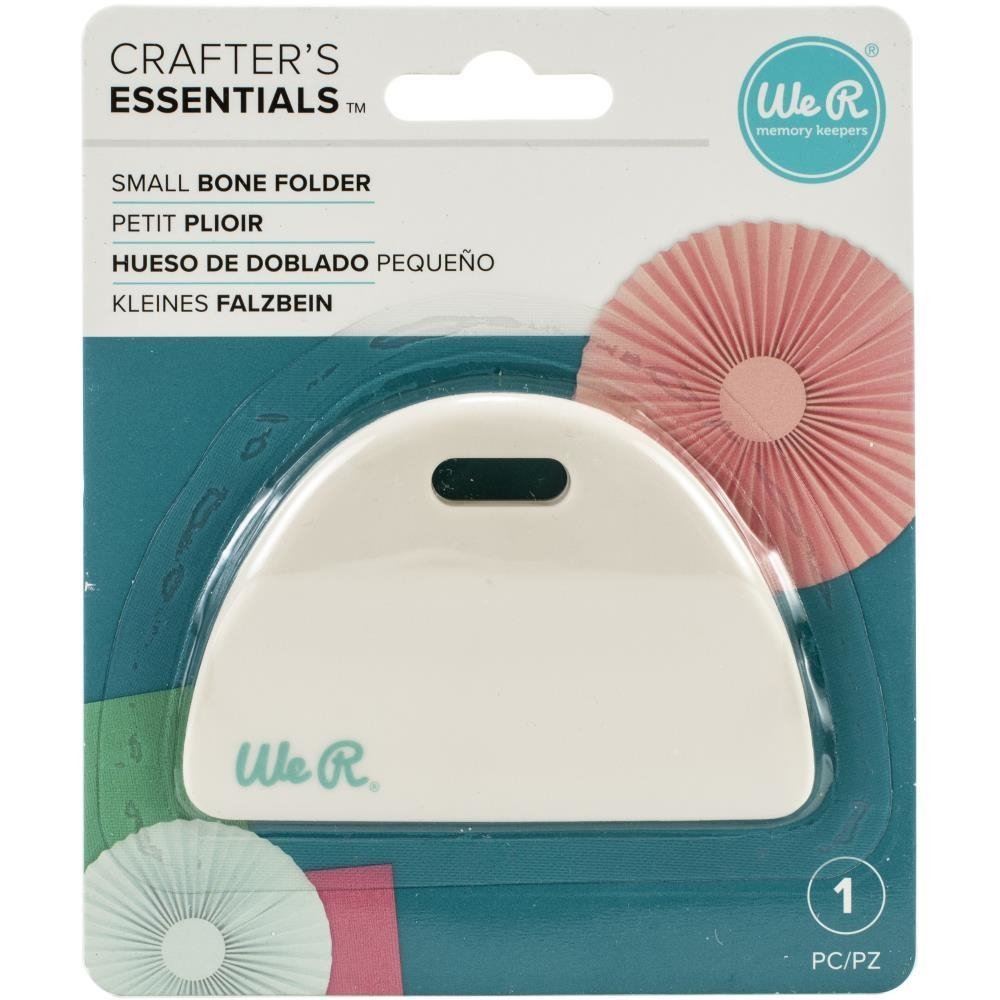 CRAFTER'S
ESSENTIALS™
We R®
memory keepers
SMALL BONE FOLDER
PETIT PLIOIR
HUESO DE DOBLADO PEQUEÑO
KLEINES FALZBEIN
We R®
1
PC/PZ